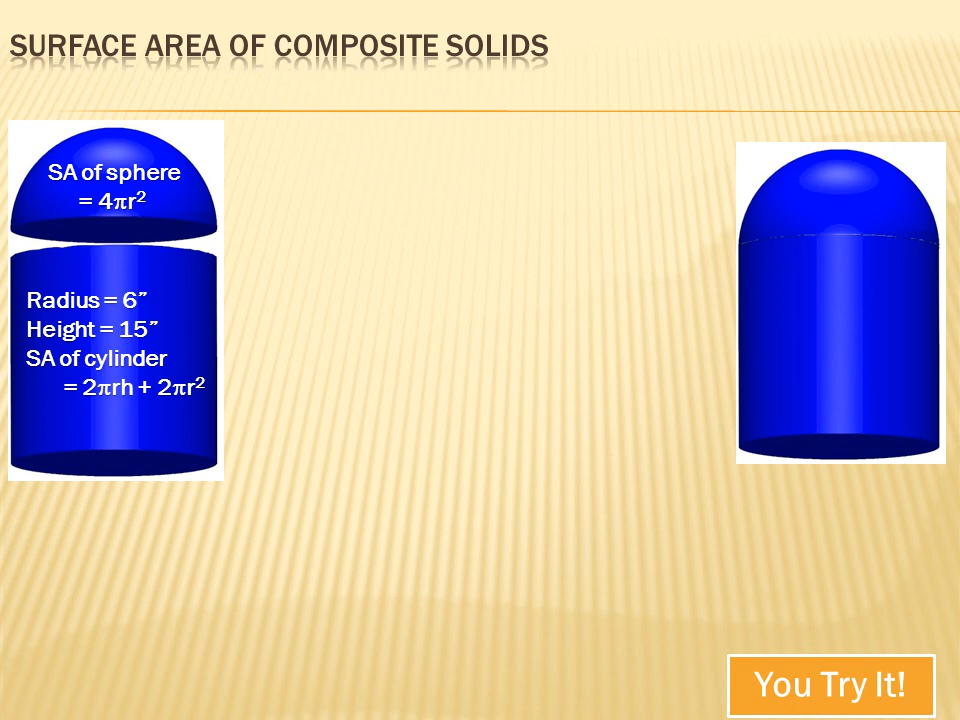 SURFACE AREA OF COMPOSITE SOLIDS
SA of sphere
= 4πr²
Radius = 6”
Height = 15”
SA of cylinder
= 2πrh + 2πr²
You Try It!